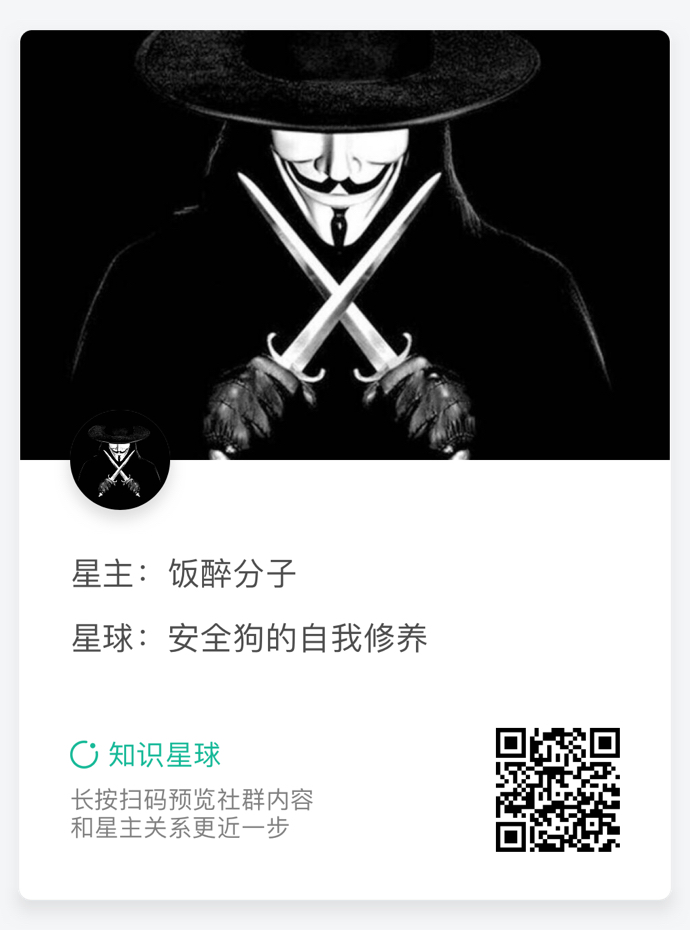 星主：饭醉分子
星球：安全狗的自我修养
知识星球
长按扫码预览社群内容
和星主关系更近一步